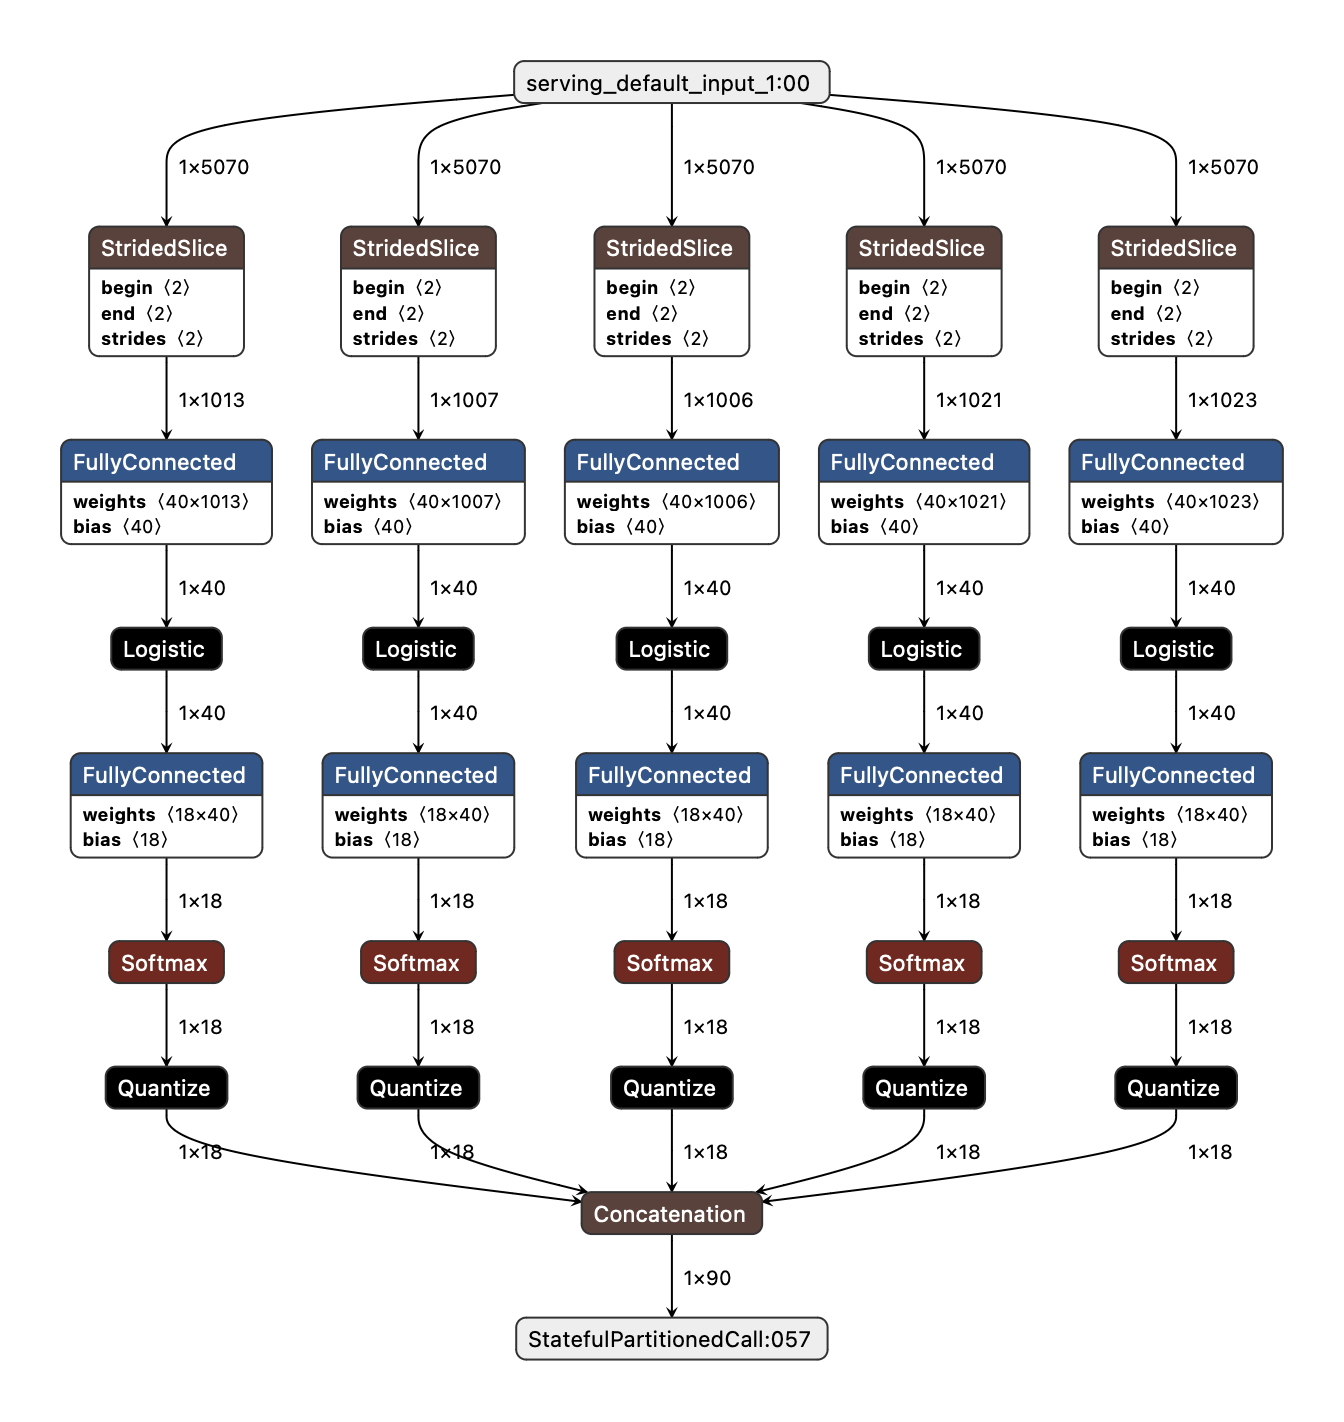 serving_default_input_1:00
1×5070 1×5070 1×5070 1×5070 1×5070
StridedSlice StridedSlice StridedSlice StridedSlice StridedSlice
begin ⟨2⟩ begin ⟨2⟩ begin ⟨2⟩ begin ⟨2⟩ begin ⟨2⟩
end ⟨2⟩ end ⟨2⟩ end ⟨2⟩ end ⟨2⟩ end ⟨2⟩
strides ⟨2⟩ strides ⟨2⟩ strides ⟨2⟩ strides ⟨2⟩ strides ⟨2⟩
1×1013 1×1007 1×1006 1×1021 1×1023
FullyConnected FullyConnected FullyConnected FullyConnected FullyConnected
weights ⟨40×1013⟩ weights ⟨40×1007⟩ weights ⟨40×1006⟩ weights ⟨40×1021⟩ weights ⟨40×1023⟩
bias ⟨40⟩ bias ⟨40⟩ bias ⟨40⟩ bias ⟨40⟩ bias ⟨40⟩
1×40 1×40 1×40 1×40 1×40
Logistic Logistic Logistic Logistic Logistic
1×40 1×40 1×40 1×40 1×40
FullyConnected FullyConnected FullyConnected FullyConnected FullyConnected
weights ⟨18×40⟩ weights ⟨18×40⟩ weights ⟨18×40⟩ weights ⟨18×40⟩ weights ⟨18×40⟩
bias ⟨18⟩ bias ⟨18⟩ bias ⟨18⟩ bias ⟨18⟩ bias ⟨18⟩
1×18 1×18 1×18 1×18 1×18
Softmax Softmax Softmax Softmax Softmax
1×18 1×18 1×18 1×18 1×18
Quantize Quantize Quantize Quantize Quantize
1×18 1×18 1×18 1×18 1×18
Concatenation
1×90
StatefulPartitionedCall:057